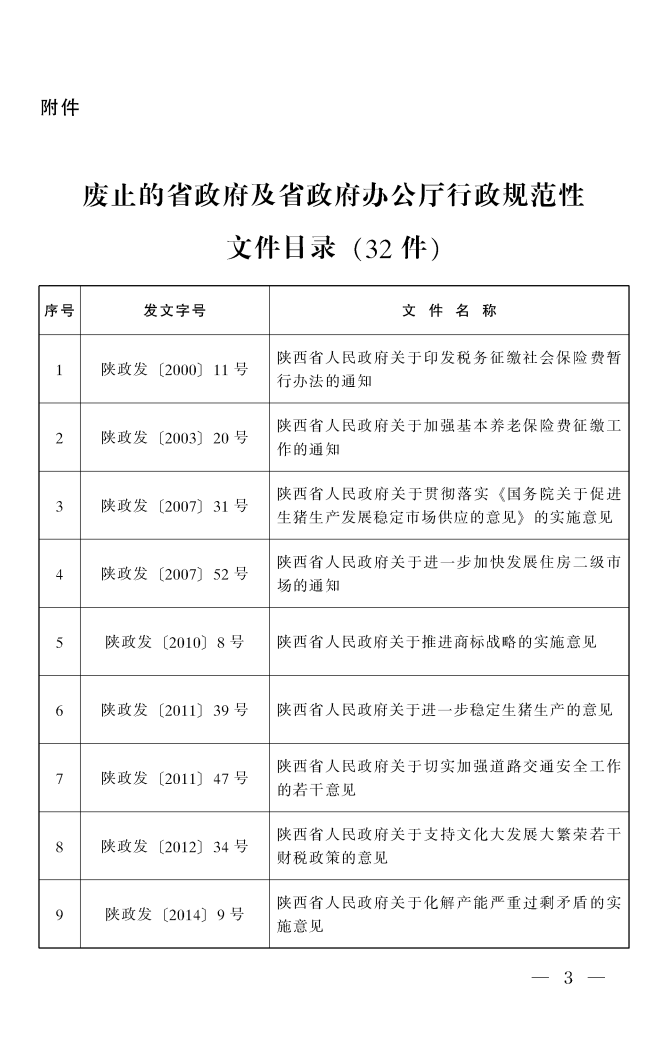 附件
废止的省政府及省政府办公厅行政规范性
文件目录（32 件）
序号 发文字号 文件名称
1 陕政发〔2000〕11 号 陕西省人民政府关于印发税务征缴社会保险费暂
行办法的通知
2 陕政发〔2003〕20 号 陕西省人民政府关于加强基本养老保险费征缴工
作的通知
3 陕政发〔2007〕31 号 陕西省人民政府关于贯彻落实《国务院关于促进
生猪生产发展稳定市场供应的意见》的实施意见
4 陕政发〔2007〕52 号 陕西省人民政府关于进一步加快发展住房二级市
场的通知
5 陕政发〔2010〕8 号 陕西省人民政府关于推进商标战略的实施意见
6 陕政发〔2011〕39 号 陕西省人民政府关于进一步稳定生猪生产的意见
7 陕政发〔2011〕47 号 陕西省人民政府关于切实加强道路交通安全工作
的若干意见
8 陕政发〔2012〕34 号 陕西省人民政府关于支持文化大发展大繁荣若干
财税政策的意见
9 陕政发〔2014〕9 号 陕西省人民政府关于化解产能严重过剩矛盾的实
施意见
— 3 —